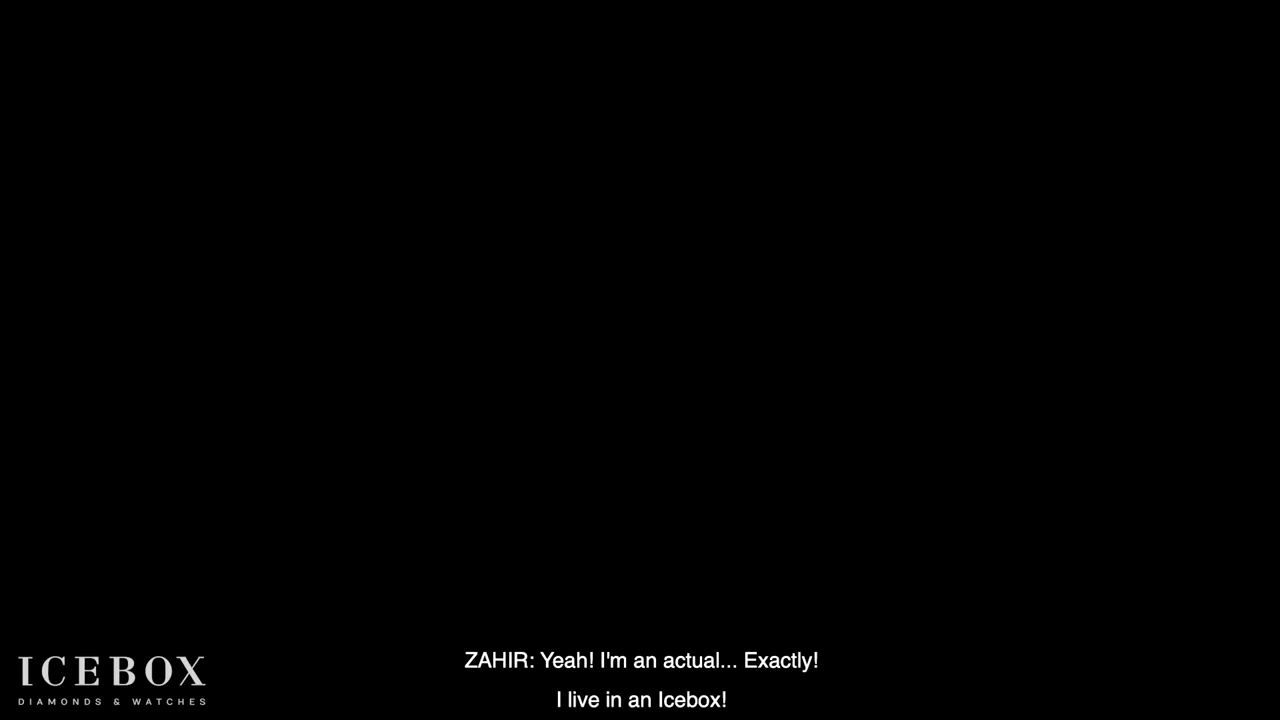 ZAHIR: Yeah! I'm an actual... Exactly!
I live in an Icebox!
ICEBOX
DIAMONDS & WATCHES